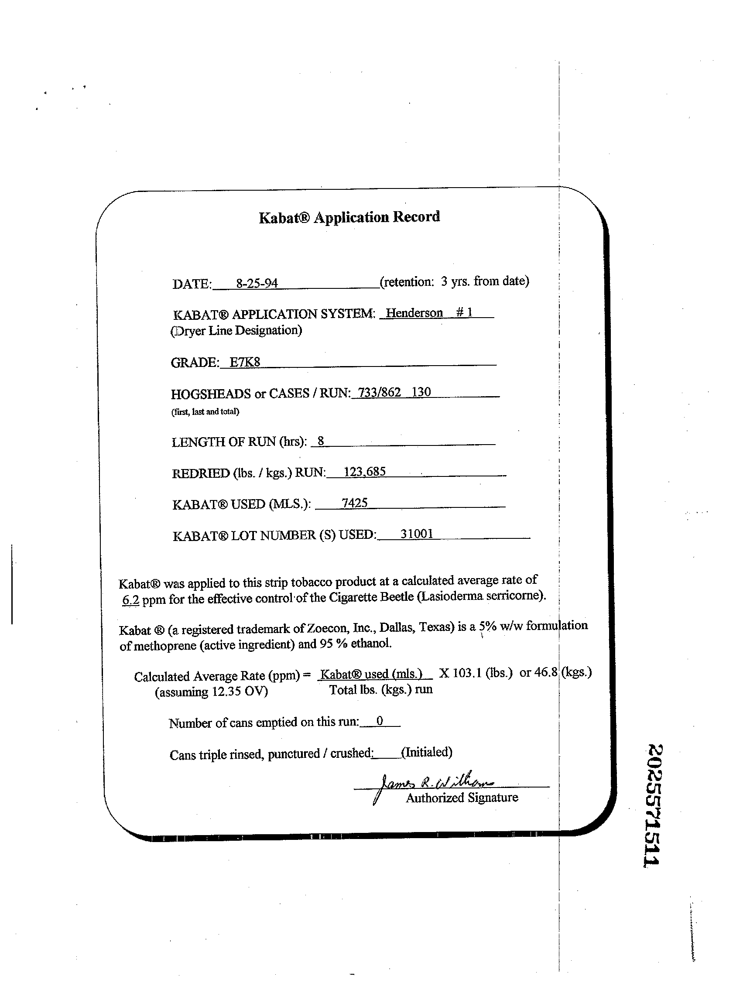 Kabat® Application Record
DATE: 8-25-94 (retention: 3 yrs. from date)
KABAT® APPLICATION SYSTEM: Henderson # 1
(Dryer Line Designation)
GRADE: E7K8
HOGSHEADS or CASES / RUN: 733/862 130
(first, last and total)
LENGTH OF RUN (hrs): 8
REDRIED (lbs. / kgs.) RUN: 123,685
KABAT® USED (MLS.): 7425
KABAT® LOT NUMBER (S) USED: 31001
Kabat® was applied to this strip tobacco product at a calculated average rate of
6.2 ppm for the effective control of the Cigarette Beetle (Lasioderma serricorne).
Kabat ® (a registered trademark of Zoecon, Inc., Dallas, Texas) is a 5% w/w formulation
of methoprene (active ingredient) and 95 % ethanol.
Calculated Average Rate (ppm) = Kabat® used (mls.) X 103.1 (lbs.) or 46.8 (kgs.)
(assuming 12.35 OV) Total lbs. (kgs.) run
Number of cans emptied on this run: 0
Cans triple rinsed, punctured / crushed: (Initialed)
James R. Williams
Authorized Signature
2025571511